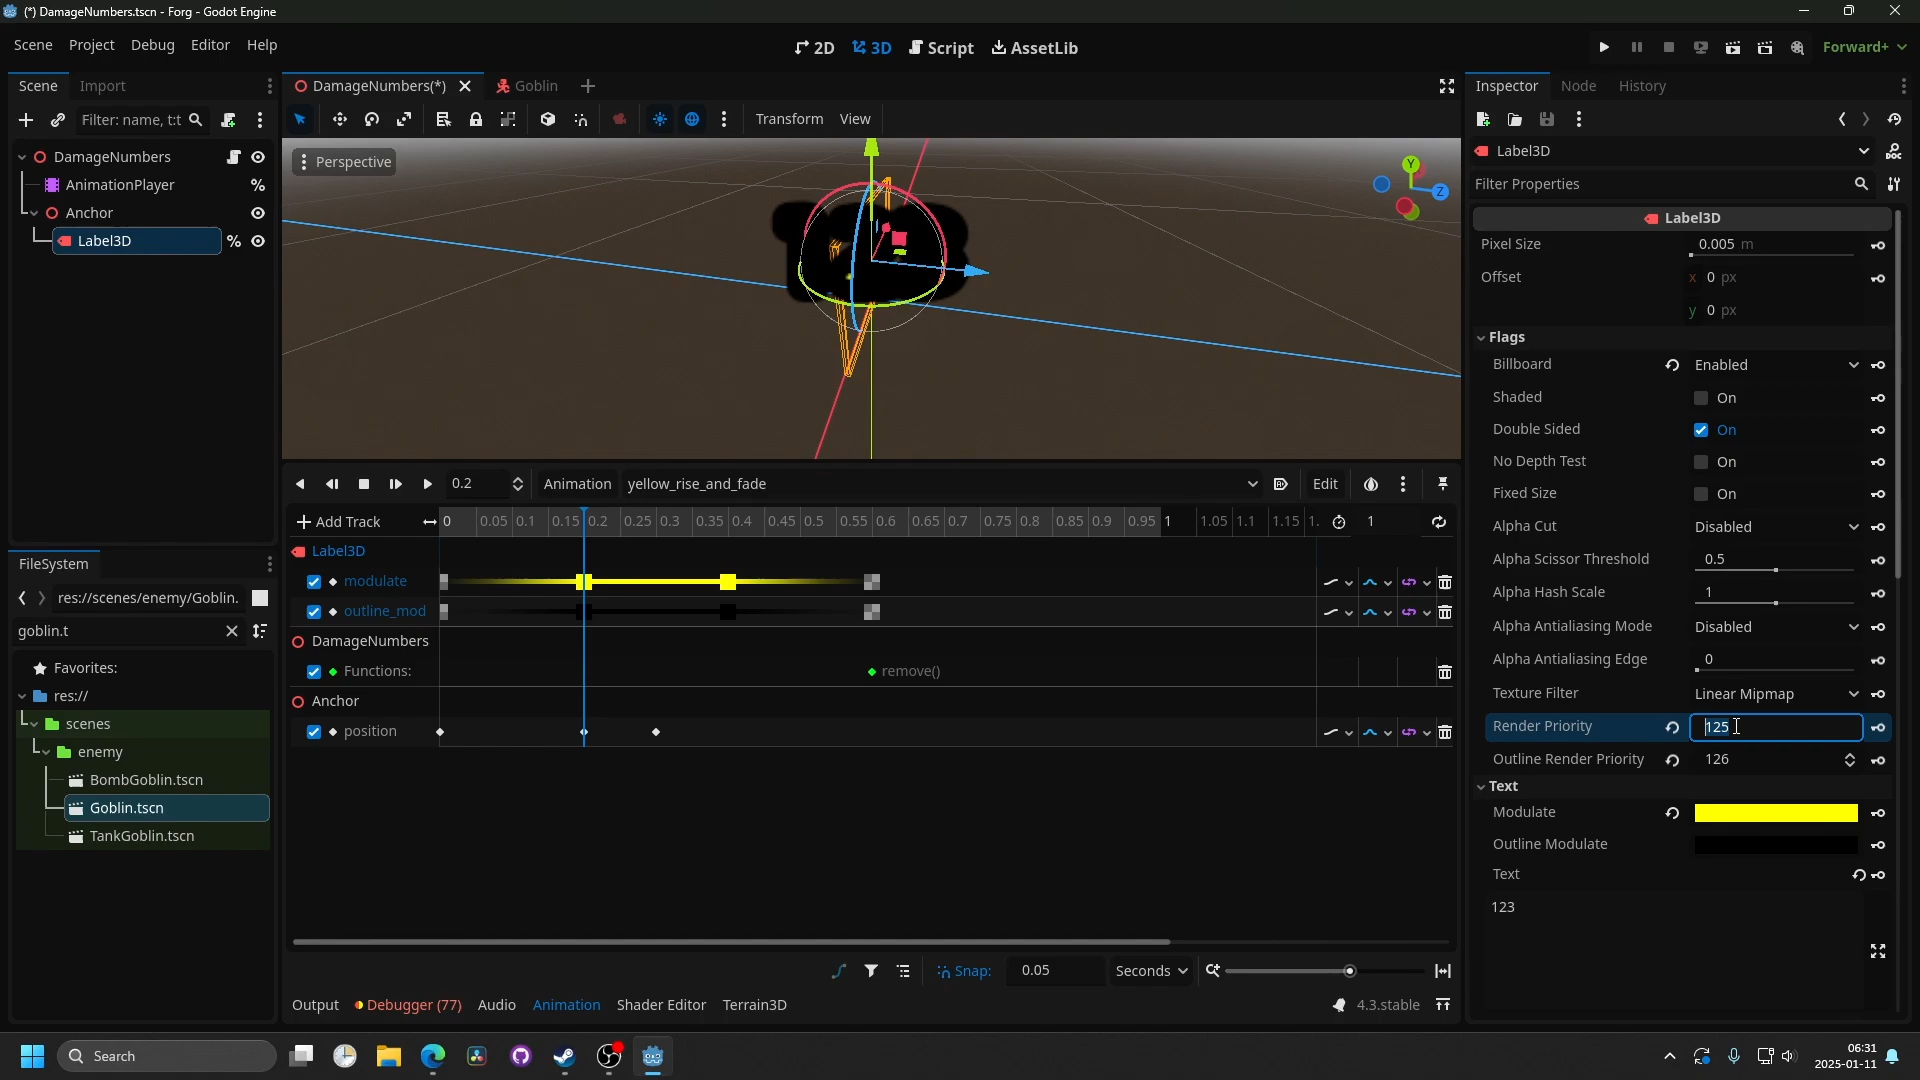 (*) DamageNumbers.tscn - Forg - Godot Engine
Scene Project Debug Editor Help
2D 3D Script AssetLib
Forward+
Scene Import
DamageNumbers(*) Goblin
Inspector Node History
Filter: name, t:t
Transform View
Label3D
DamageNumbers
AnimationPlayer
Anchor
Label3D
Perspective
Y
Z
Filter Properties
Label3D
Pixel Size 0.005 m
Offset x 0 px
y 0 px
Flags
Billboard Enabled
Shaded On
Double Sided On
No Depth Test On
Fixed Size On
Alpha Cut Disabled
Alpha Scissor Threshold 0.5
Alpha Hash Scale 1
Alpha Antialiasing Mode Disabled
Alpha Antialiasing Edge 0
Texture Filter Linear Mipmap
Render Priority 125
Outline Render Priority 126
Text
Modulate
Outline Modulate
Text
123
0.2 Animation yellow_rise_and_fade Edit
Add Track 0 0.05 0.1 0.15 0.2 0.25 0.3 0.35 0.4 0.45 0.5 0.55 0.6 0.65 0.7 0.75 0.8 0.85 0.9 0.95 1 1.05 1.1 1.15 1. 1
Label3D
modulate
outline_mod
DamageNumbers
Functions: remove()
Anchor
position
Snap: 0.05 Seconds
Output Debugger (77) Audio Animation Shader Editor Terrain3D 4.3.stable
FileSystem
res://scenes/enemy/Goblin.
goblin.t
Favorites:
res://
scenes
enemy
BombGoblin.tscn
Goblin.tscn
TankGoblin.tscn
Search
06:31
2025-01-11